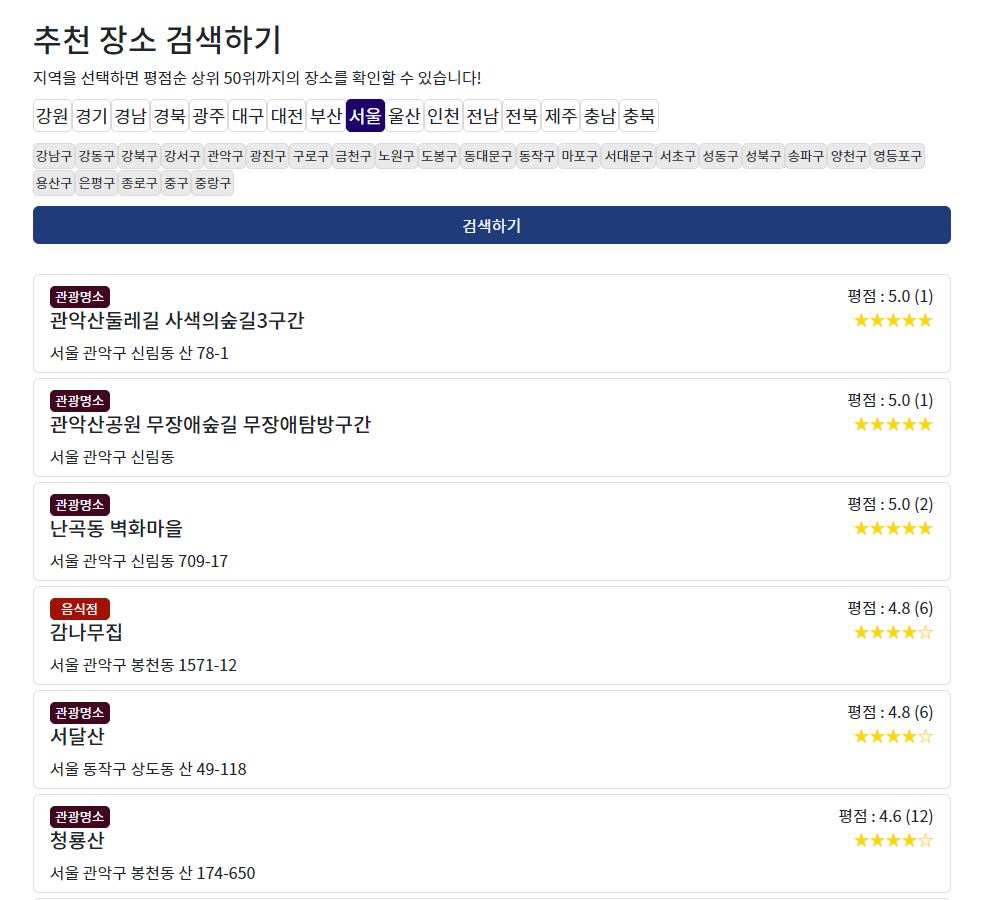 추천 장소 검색하기
지역을 선택하면 평점순 상위 50위까지의 장소를 확인할 수 있습니다!
강원 경기 경남 경북 광주 대구 대전 부산 서울 울산 인천 전남 전북 제주 충남 충북
강남구 강동구 강북구 강서구 관악구 광진구 구로구 금천구 노원구 도봉구 동대문구 동작구 마포구 서대문구 서초구 성동구 성북구 송파구 양천구 영등포구
용산구 은평구 종로구 중구 중랑구
검색하기
관광명소 평점 : 5.0 (1)
관악산둘레길 사색의숲길3구간 ★★★★★
서울 관악구 신림동 산 78-1
관광명소 평점 : 5.0 (1)
관악산공원 무장애숲길 무장애탐방구간 ★★★★★
서울 관악구 신림동
관광명소 평점 : 5.0 (2)
난곡동 벽화마을 ★★★★★
서울 관악구 신림동 709-17
음식점 평점 : 4.8 (6)
감나무집 ★★★★☆
서울 관악구 봉천동 1571-12
관광명소 평점 : 4.8 (6)
서달산 ★★★★☆
서울 동작구 상도동 산 49-118
관광명소 평점 : 4.6 (12)
청룡산 ★★★★☆
서울 관악구 봉천동 산 174-650